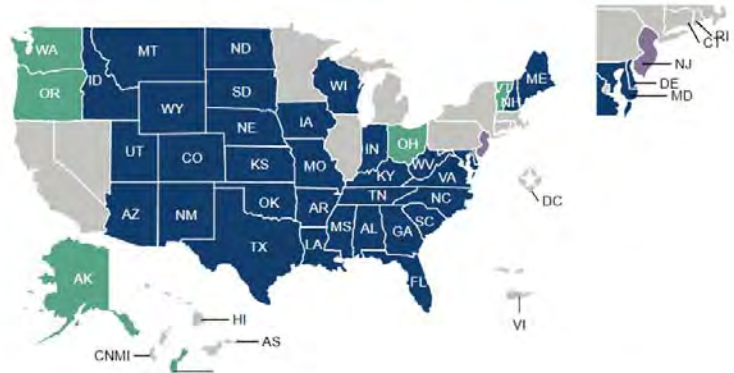 WA
MT
ND
OR
ID
WY
SD
WI
NH
ME
NE
IA
OH
UT
CO
KS
MO
IN
WV
VA
KY
AZ
NM
OK
AR
TN
NC
SC
TX
LA
MS
AL
GA
FL
AK
HI
AS
CNMI
VI
DC
RI
CT
NJ
DE
MD